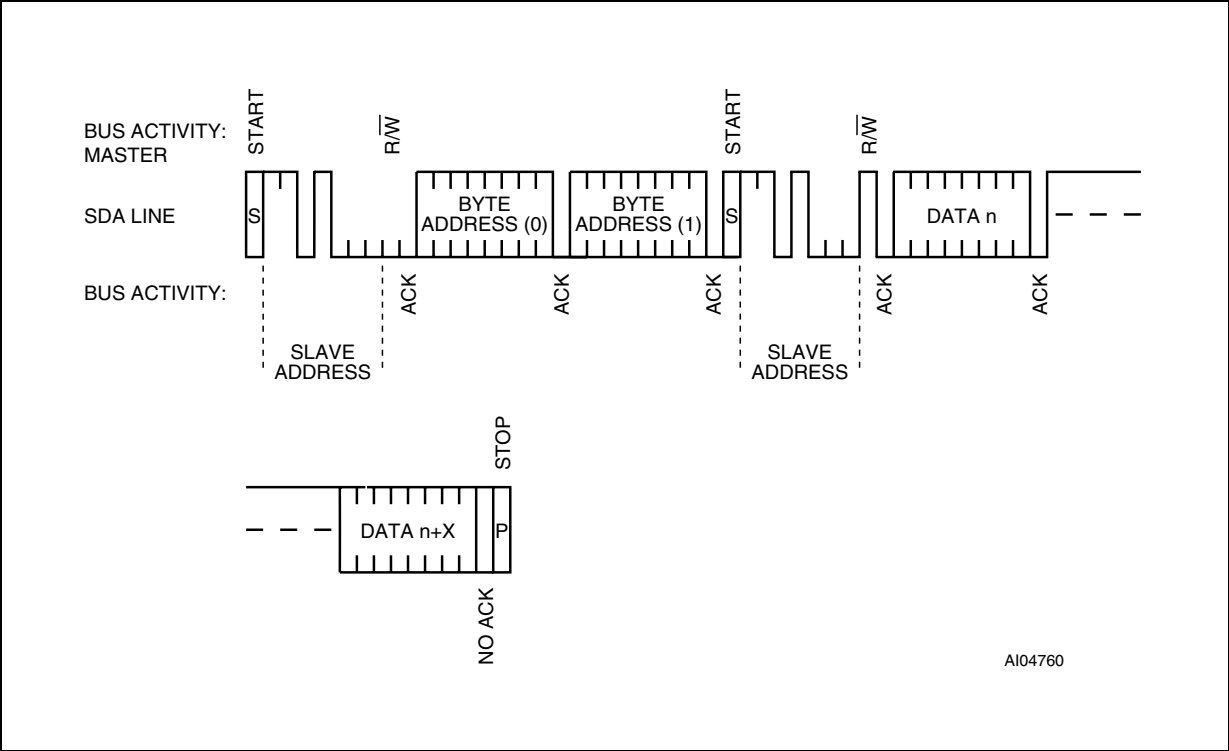 START
R/W
START
R/W
BUS ACTIVITY:
MASTER
SDA LINE
S
BYTE
ADDRESS (0)
BYTE
ADDRESS (1)
S
DATA n
BUS ACTIVITY:
ACK
ACK
ACK
ACK
ACK
SLAVE
ADDRESS
SLAVE
ADDRESS
STOP
DATA n+X
P
NO ACK
AI04760